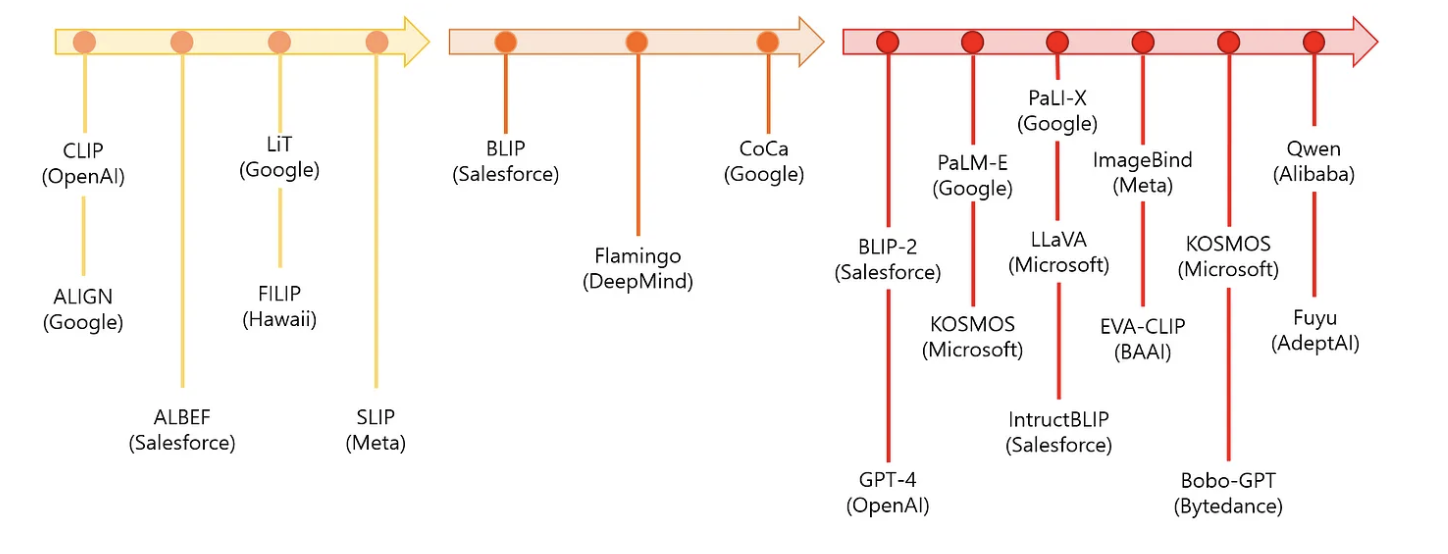 CLIP
(OpenAI)
ALIGN
(Google)
ALBEF
(Salesforce)
LiT
(Google)
FILIP
(Hawaii)
SLIP
(Meta)
BLIP
(Salesforce)
Flamingo
(DeepMind)
CoCa
(Google)
BLIP-2
(Salesforce)
GPT-4
(OpenAI)
PaLM-E
(Google)
KOSMOS
(Microsoft)
PaLI-X
(Google)
LLaVA
(Microsoft)
IntructBLIP
(Salesforce)
ImageBind
(Meta)
EVA-CLIP
(BAAI)
KOSMOS
(Microsoft)
Bobo-GPT
(Bytedance)
Qwen
(Alibaba)
Fuyu
(AdeptAI)